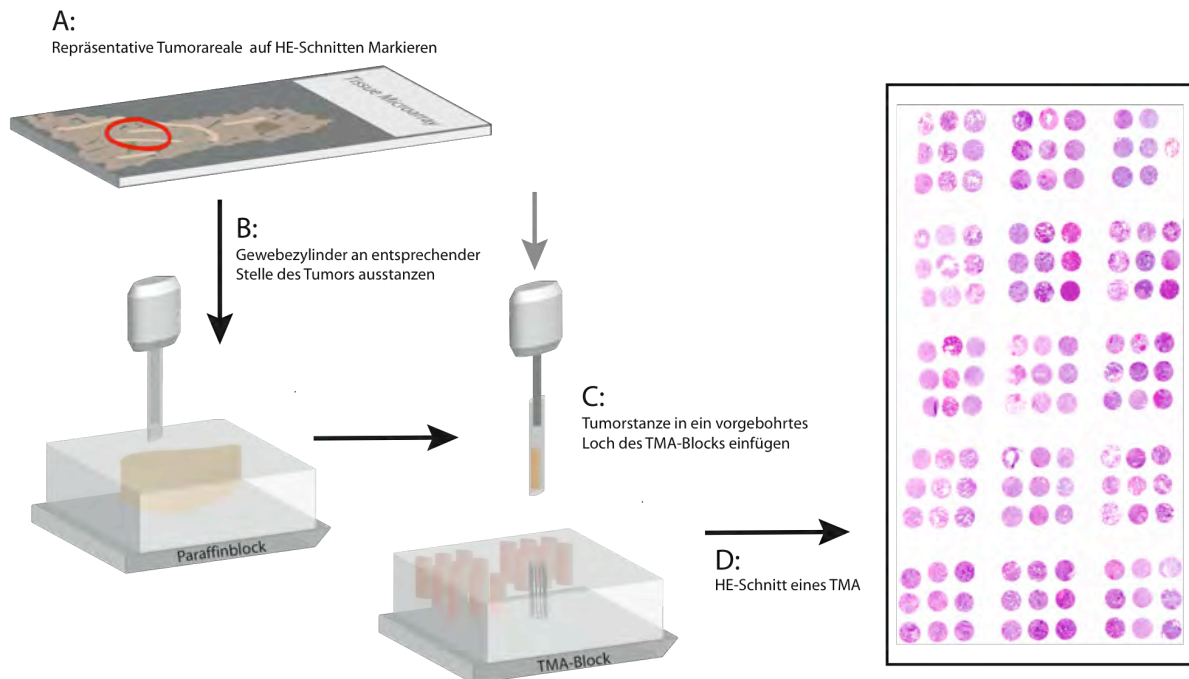 A:
Repräsentative Tumorareale auf HE-Schnitten Markieren
Tissue Microarray
B:
Gewebezylinder an entsprechender
Stelle des Tumors ausstanzen
C:
Tumorstanze in ein vorgebohrtes
Loch des TMA-Blocks einfügen
Paraffinblock
D:
HE-Schnitt eines TMA
TMA-Block